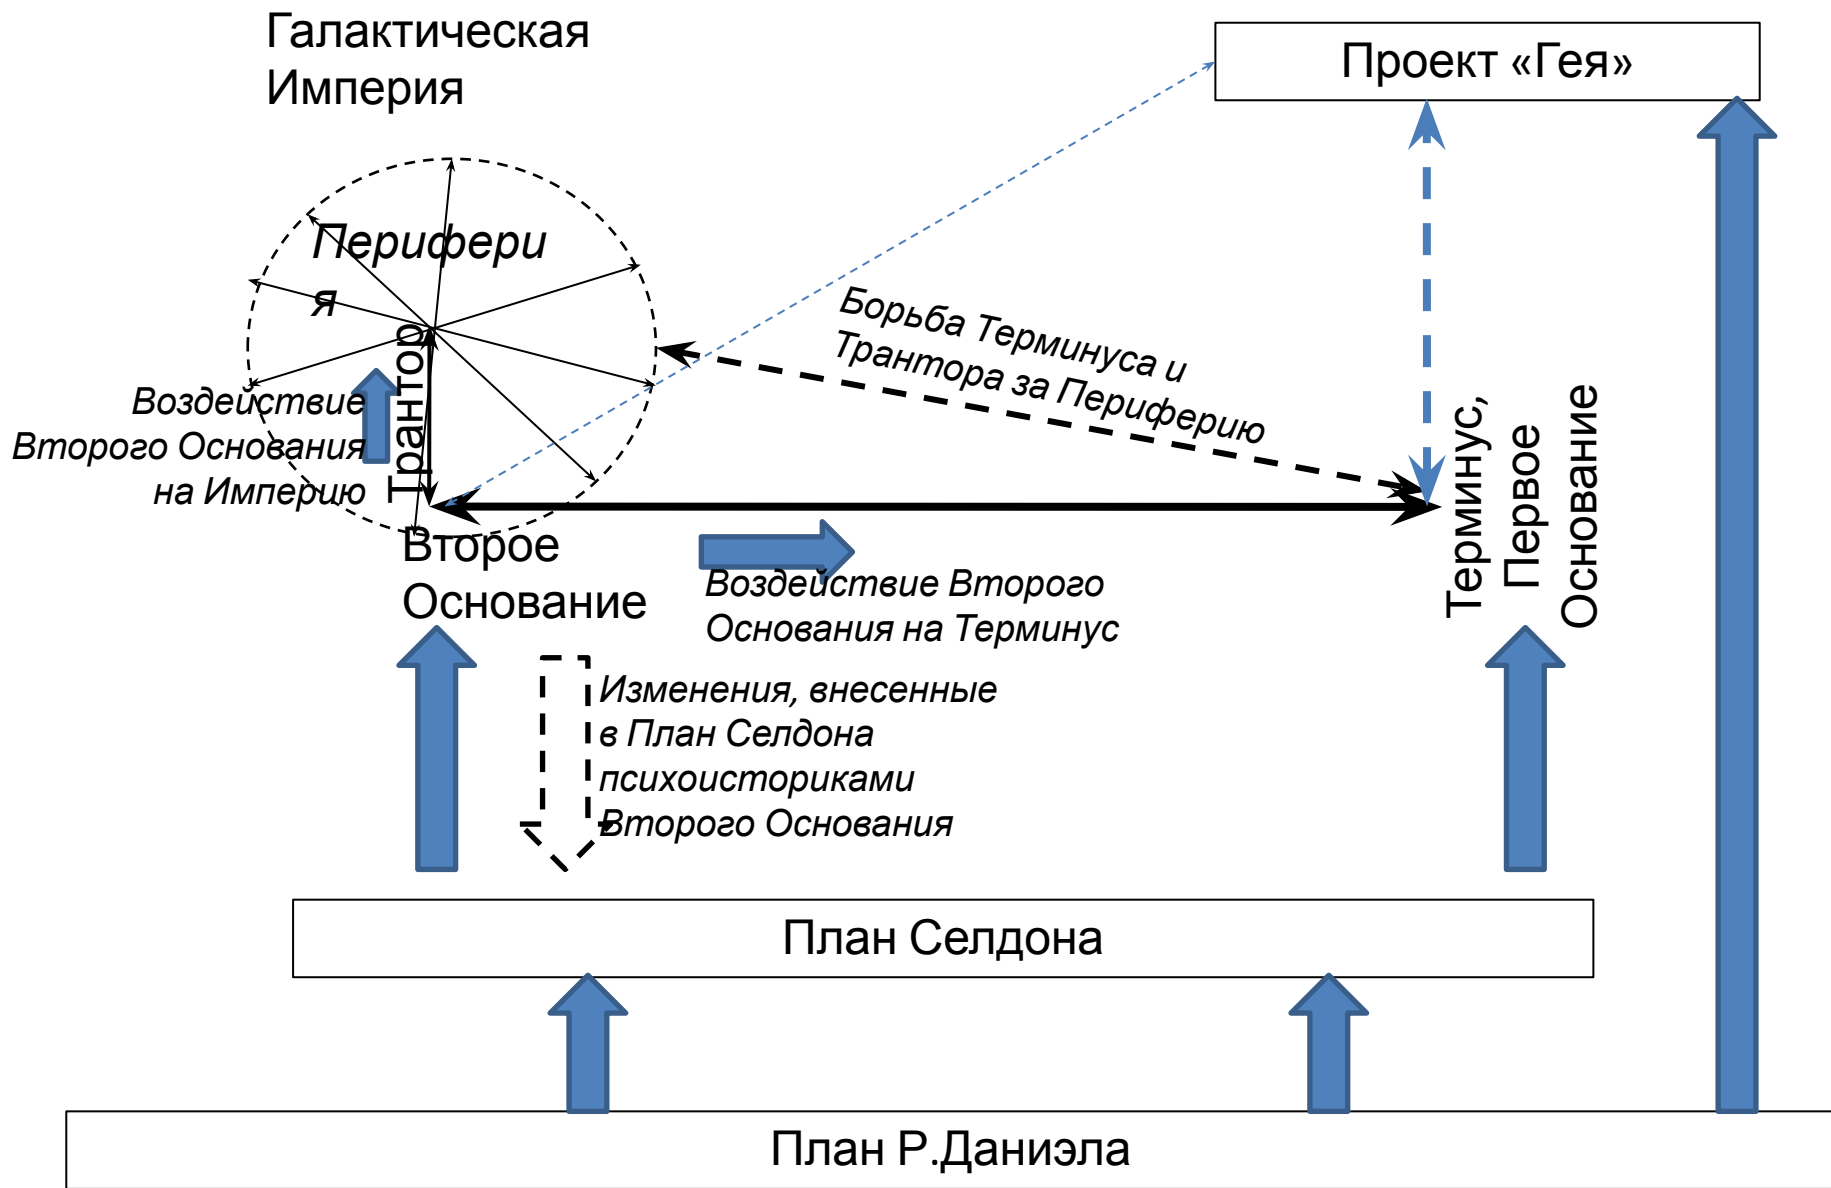 Галактическая
Империя
Проект «Гея»
Перифери
я
Трантор
Борьба Терминуса и
Трантора за Периферию
Воздействие
Второго Основания
на Империю
Терминус,
Первое
Основание
Второе
Основание
Воздействие Второго
Основания на Терминус
Изменения, внесенные
в План Селдона
психоисториками
Второго Основания
План Селдона
План Р.Даниэла